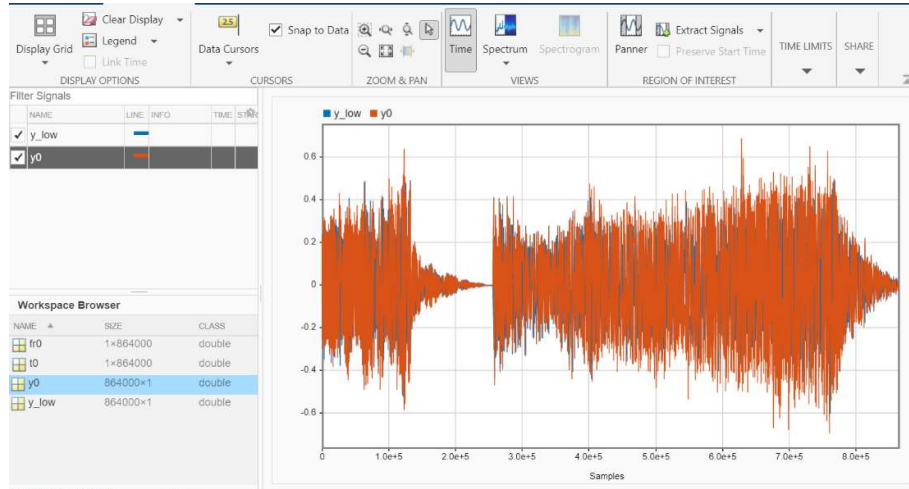 Display Grid
Clear Display
Legend
Link Time
DISPLAY OPTIONS
2.5
Data Cursors
Snap to Data
CURSORS
ZOOM & PAN
Time
Spectrum
Spectrogram
VIEWS
Panner
Extract Signals
Preserve Start Time
REGION OF INTEREST
TIME LIMITS
SHARE
Filter Signals
NAME LINE INFO TIME
y_low
y0
Workspace Browser
NAME SIZE CLASS
fr0 1×864000 double
t0 1×864000 double
y0 864000×1 double
y_low 864000×1 double
y_low y0
0.6
0.4
0.2
0
-0.2
-0.4
-0.6
0 1.0e+5 2.0e+5 3.0e+5 4.0e+5 5.0e+5 6.0e+5 7.0e+5 8.0e+5
Samples